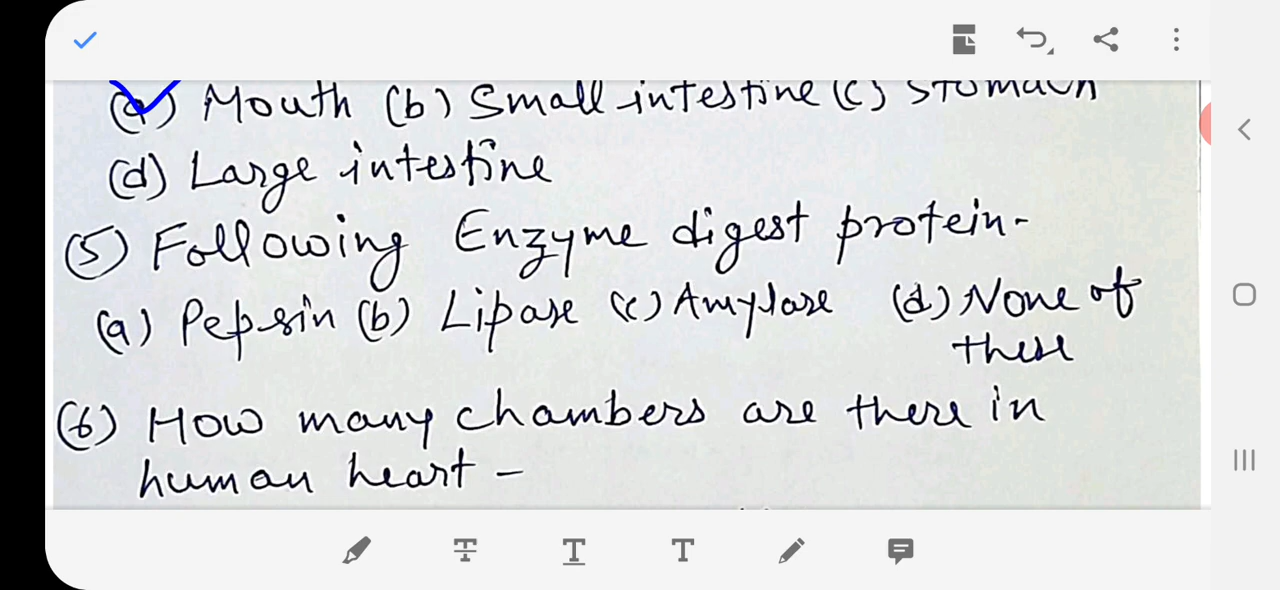 (a) Mouth (b) Small intestine (c) Stomach
(d) Large intestine
(5) Following Enzyme digest protein-
(a) Pepsin (b) Lipase (c) Amylase (d) None of
these
(6) How many chambers are there in
human heart -